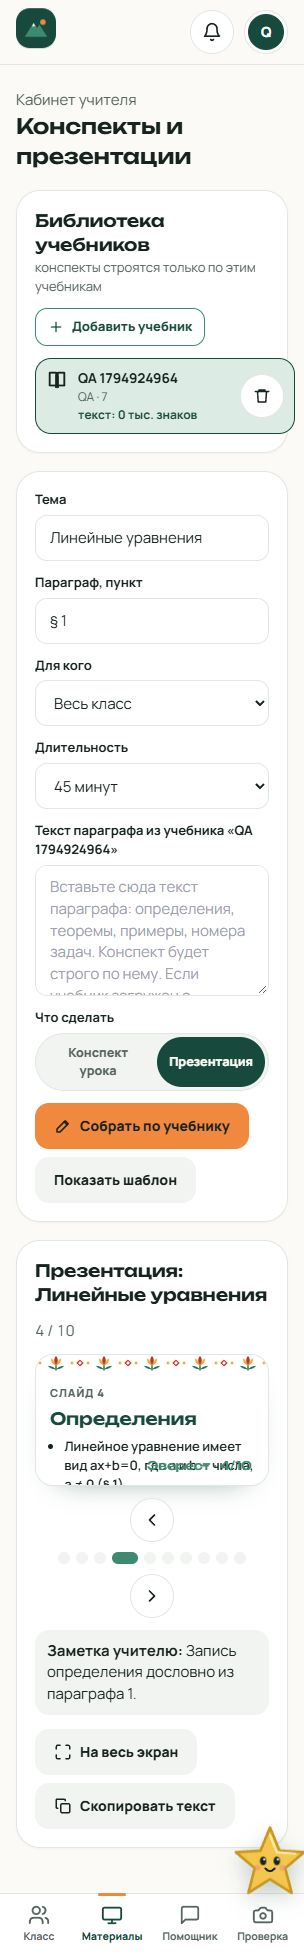 Q
Кабинет учителя
Конспекты и
презентации
Библиотека
учебников
конспекты строятся только по этим
учебникам
Добавить учебник
QA 1794924964
QA · 7
текст: 0 тыс. знаков
Тема
Линейные уравнения
Параграф, пункт
§ 1
Для кого
Весь класс
Длительность
45 минут
Текст параграфа из учебника «QA
1794924964»
Вставьте сюда текст
параграфа: определения,
теоремы, примеры, номера
задач. Конспект будет
строго по нему. Если
Что сделать
Конспект
урока
Презентация
Собрать по учебнику
Показать шаблон
Презентация:
Линейные уравнения
4 / 10
СЛАЙД 4
Определения
Линейное уравнение имеет
вид ax+b=0, числа,
a ≠ 0 (§ 1)
Заметка учителю: Запись
определения дословно из
параграфа 1.
На весь экран
Скопировать текст
Класс
Материалы
Помощник
Проверка